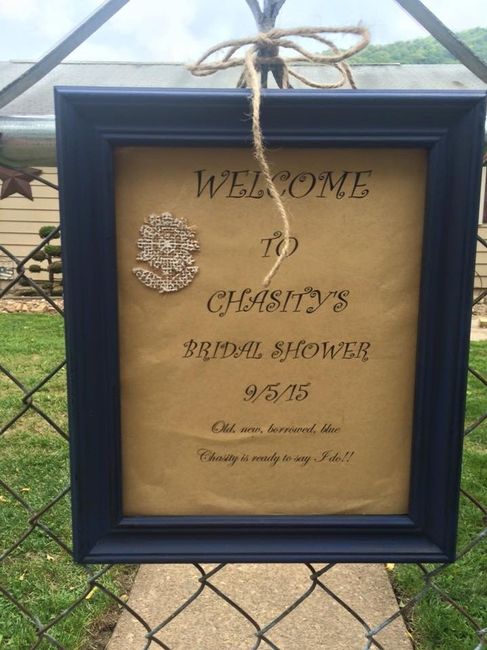 WELCOME
TO
CHASITY'S
BRIDAL SHOWER
9/5/15
Old, new, borrowed, blue
Chasity is ready to say I do!!